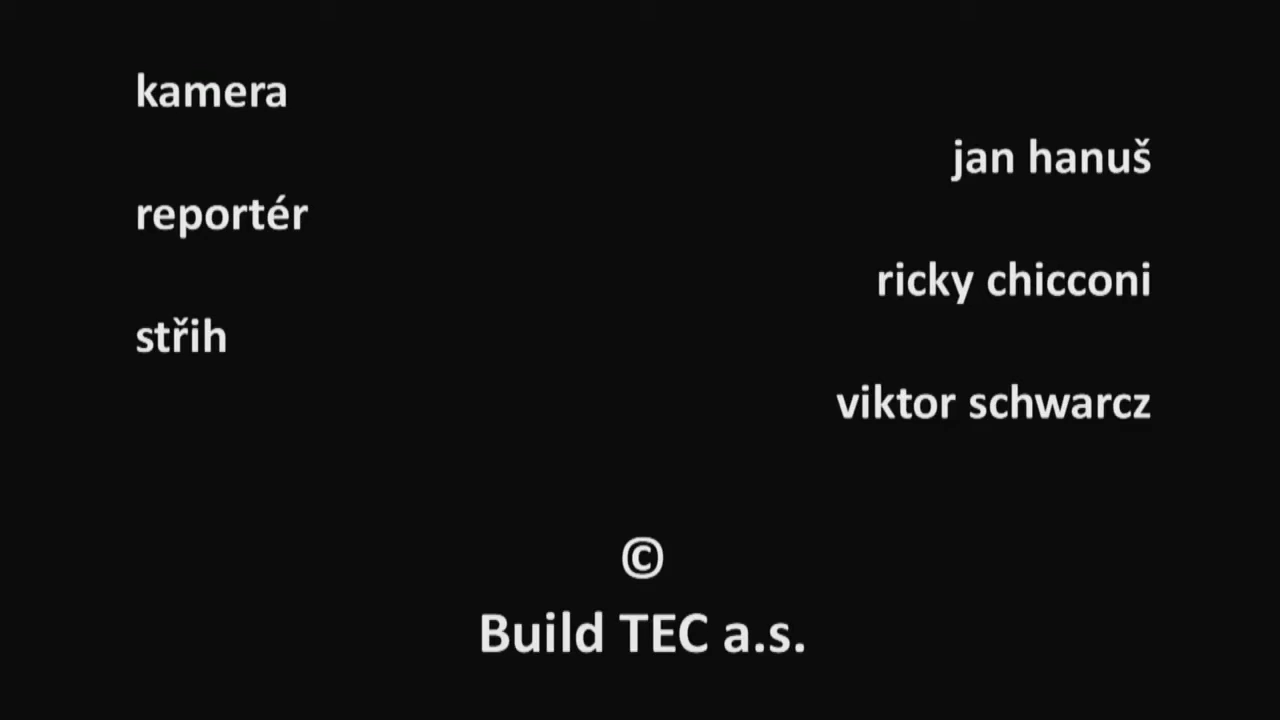 kamera
jan hanuš
reportér
ricky chicconi
střih
viktor schwarcz
©
Build TEC a.s.